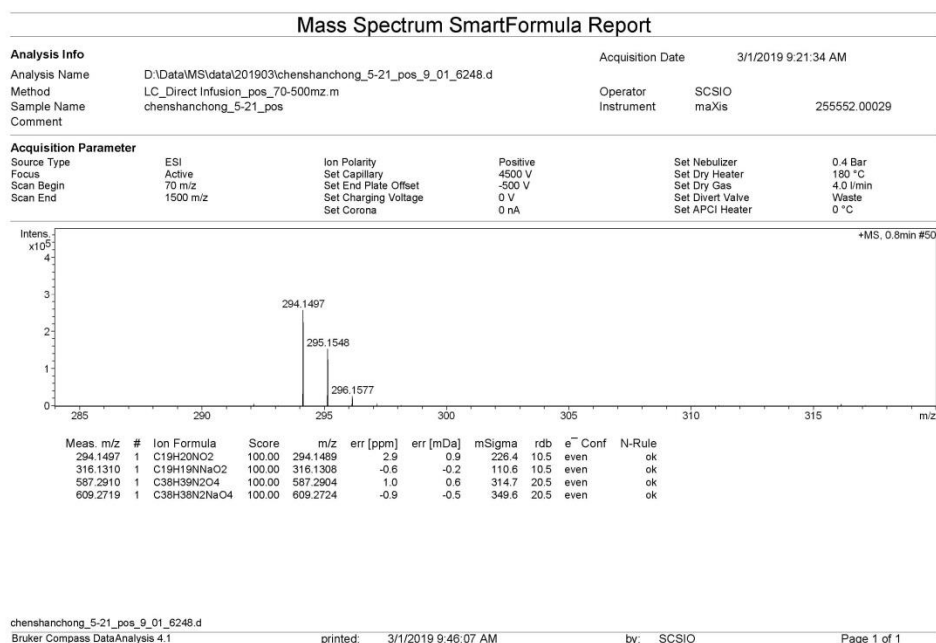 Mass Spectrum SmartFormula Report
Analysis Info Acquisition Date 3/1/2019 9:21:34 AM
Analysis Name D:\Data\MS\data\201903\chenshanchong_5-21_pos_9_01_6248.d
Method LC_Direct Infusion_pos_70-500mz.m Operator SCSIO
Sample Name chenshanchong_5-21_pos Instrument maXis 255552.00029
Comment
Acquisition Parameter
Source Type ESI Ion Polarity Positive Set Nebulizer 0.4 Bar
Focus Active Set Capillary 4500 V Set Dry Heater 180 °C
Scan Begin 70 m/z Set End Plate Offset -500 V Set Dry Gas 4.0 l/min
Scan End 1500 m/z Set Charging Voltage 0 V Set Divert Valve Waste
Set Corona 0 nA Set APCI Heater 0 °C
Intens. +MS, 0.8min #50
x10^5
4
3
294.1497
2
295.1548
1
296.1577
0
285 290 295 300 305 310 315 m/z
Meas. m/z # Ion Formula Score m/z err [ppm] err [mDa] mSigma rdb e⁻ Conf N-Rule
294.1497 1 C19H20NO2 100.00 294.1489 2.9 0.9 226.4 10.5 even ok
316.1310 1 C19H19NNaO2 100.00 316.1308 -0.6 -0.2 110.6 10.5 even ok
587.2910 1 C38H39N2O4 100.00 587.2904 1.0 0.6 314.7 20.5 even ok
609.2719 1 C38H38N2NaO4 100.00 609.2724 -0.9 -0.5 349.6 20.5 even ok
chenshanchong_5-21_pos_9_01_6248.d
Bruker Compass DataAnalysis 4.1 printed: 3/1/2019 9:46:07 AM by: SCSIO Page 1 of 1